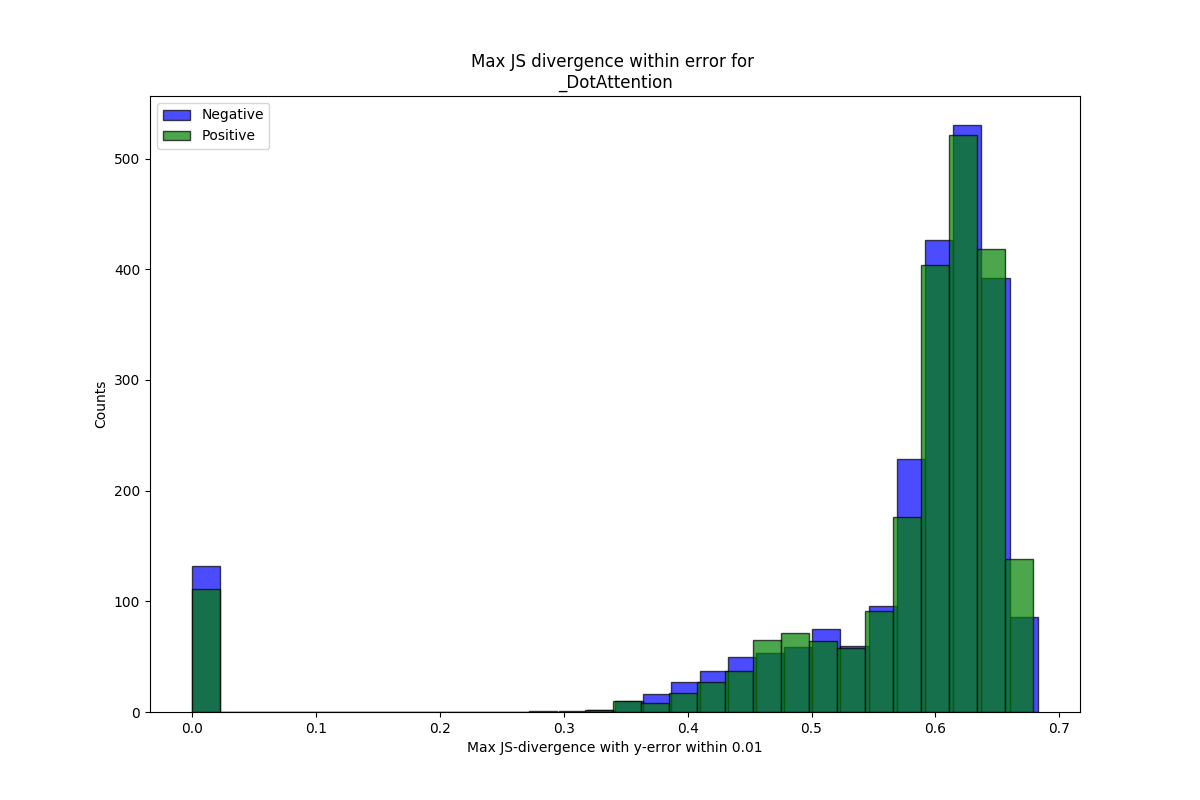 Max JS divergence within error for
_DotAttention
Negative
Positive
500
400
300
200
100
0
Counts
0.0 0.1 0.2 0.3 0.4 0.5 0.6 0.7
Max JS-divergence with y-error within 0.01